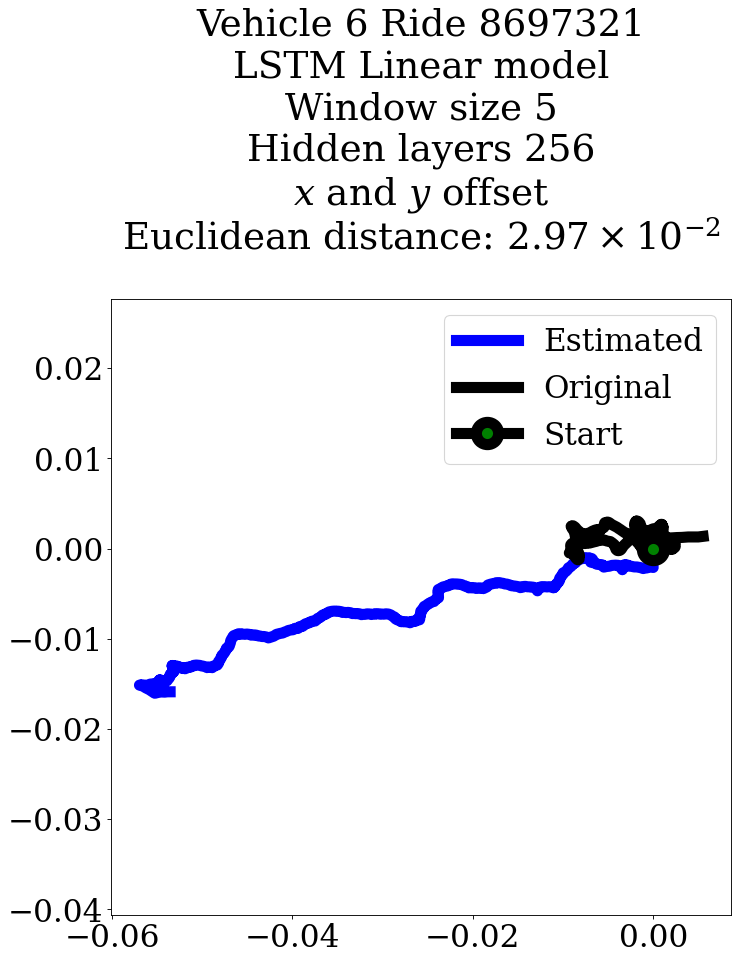 Vehicle 6 Ride 8697321
LSTM Linear model
Window size 5
Hidden layers 256
x and y offset
Euclidean distance: 2.97 × 10⁻²
Estimated
Original
Start
0.02
0.01
0.00
−0.01
−0.02
−0.03
−0.04
−0.06 −0.04 −0.02 0.00